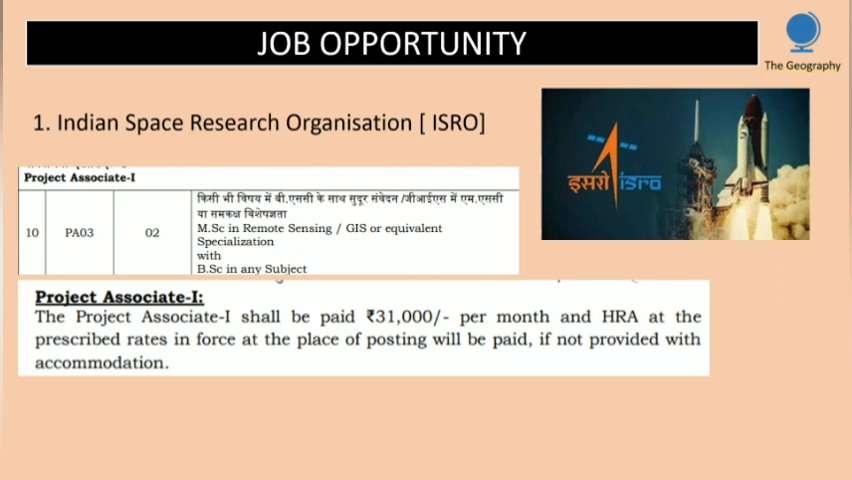 JOB OPPORTUNITY
The Geography
1. Indian Space Research Organisation [ ISRO]
इसरो isro
Project Associate-I
10 PA03 02
किसी भी विषय में बी.एससी के साथ सुदूर संवेदन /जीआईएस में एम.एससी
या समकक्ष विशेषज्ञता
M.Sc in Remote Sensing / GIS or equivalent
Specialization
with
B.Sc in any Subject
Project Associate-I:
The Project Associate-I shall be paid ₹31,000/- per month and HRA at the
prescribed rates in force at the place of posting will be paid, if not provided with
accommodation.